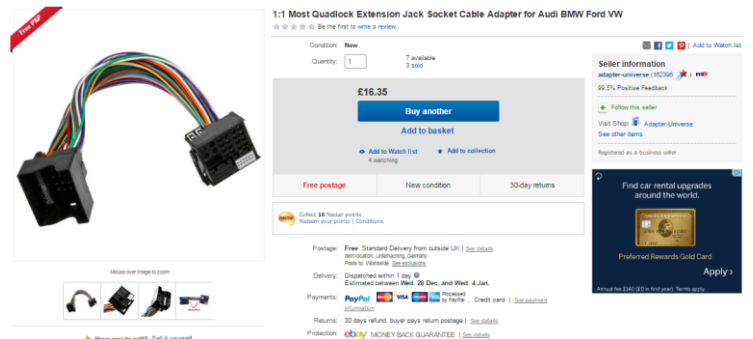 Free P&P
1:1 Most Quadlock Extension Jack Socket Cable Adapter for Audi BMW Ford VW
Be the first to write a review.
Condition: New
Quantity: 1
7 available
3 sold
£16.35
Buy another
Add to basket
Add to Watch list
Add to collection
4 watching
Free postage
New condition
30-day returns
Collect 16 Nectar points
Redeem your points | Conditions
Postage: Free Standard Delivery from outside UK | See details
Item location: Unterhaching, Germany
Posts to: Worldwide See exclusions
Delivery: Dispatched within 1 day
Estimated between Wed. 28 Dec. and Wed. 4 Jan.
Payments: PayPal VISA Processed by PayPal , Credit card | See payment
information
Returns: 30 days refund, buyer pays return postage | See details
Protection: ebay MONEY BACK GUARANTEE | See details
Mouse over image to zoom
Have one to sell? Sell it yourself
Add to Watch list
Seller information
adapter-universe (162396 ) me
99.5% Positive Feedback
Follow this seller
Visit Shop: Adapter-Universe
See other items
Registered as a business seller
Find car rental upgrades
around the world.
Preferred Rewards Gold Card
Apply ›
Annual fee £140 (£0 in first year). Terms apply.